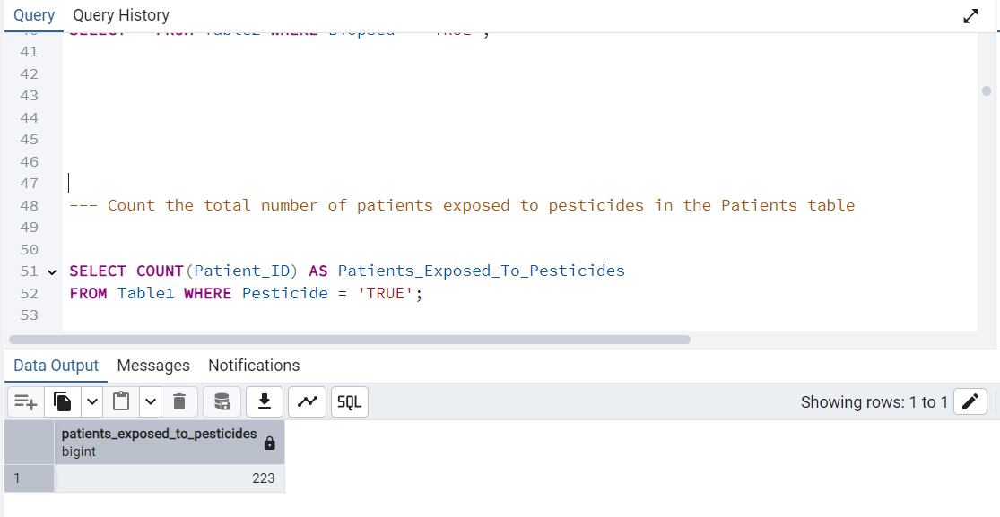 Query Query History
41
42
43
44
45
46
47
48 --- Count the total number of patients exposed to pesticides in the Patients table
49
50
51 SELECT COUNT(Patient_ID) AS Patients_Exposed_To_Pesticides
52 FROM Table1 WHERE Pesticide = 'TRUE';
53
Data Output Messages Notifications
SQL Showing rows: 1 to 1
patients_exposed_to_pesticides
bigint
1 223